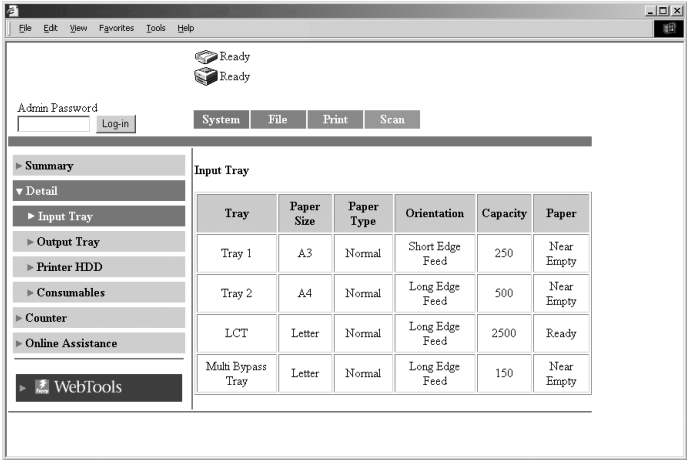 File Edit View Favorites Tools Help
Ready
Ready
Admin Password
Log-in
System File Print Scan
Summary
Detail
Input Tray
Output Tray
Printer HDD
Consumables
Counter
Online Assistance
WebTools
Input Tray
Tray Paper Size Paper Type Orientation Capacity Paper
Tray 1 A3 Normal Short Edge Feed 250 Near Empty
Tray 2 A4 Normal Long Edge Feed 500 Near Empty
LCT Letter Normal Long Edge Feed 2500 Ready
Multi Bypass Tray Letter Normal Long Edge Feed 150 Near Empty